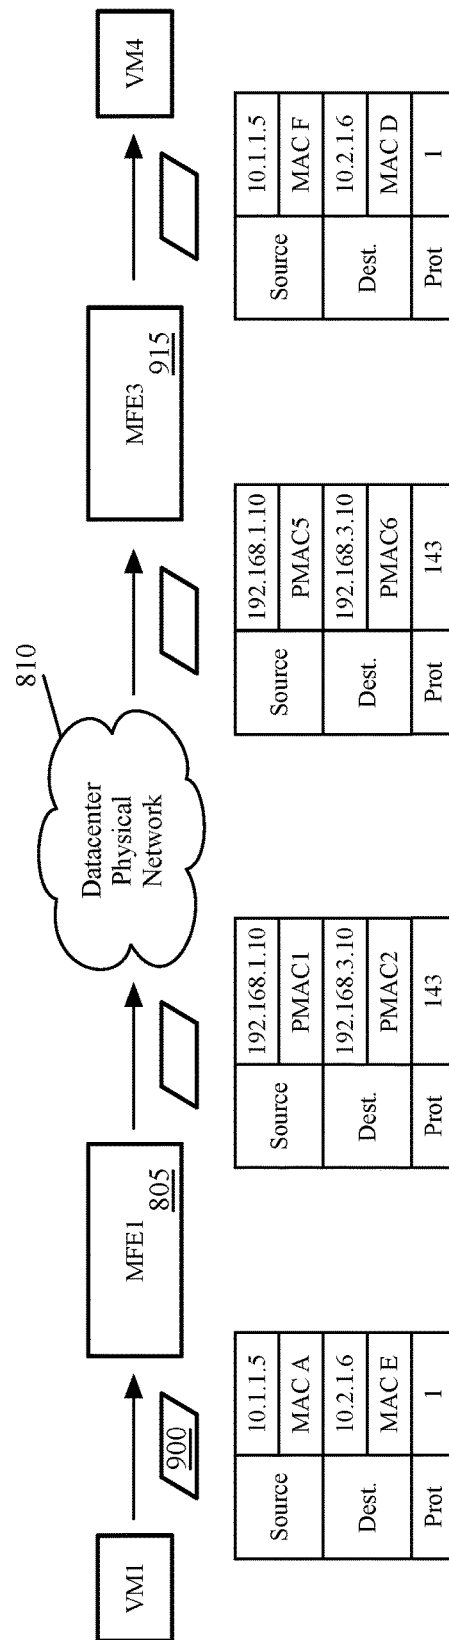 VM1
900
MFE1
805
Datacenter
Physical
Network
810
MFE3
915
VM4
Source 10.1.1.5
MAC A
Dest. 10.2.1.6
MAC E
Prot 1
Source 192.168.1.10
PMAC1
Dest. 192.168.3.10
PMAC2
Prot 143
Source 192.168.1.10
PMAC5
Dest. 192.168.3.10
PMAC6
Prot 143
Source 10.1.1.5
MAC F
Dest. 10.2.1.6
MAC D
Prot 1